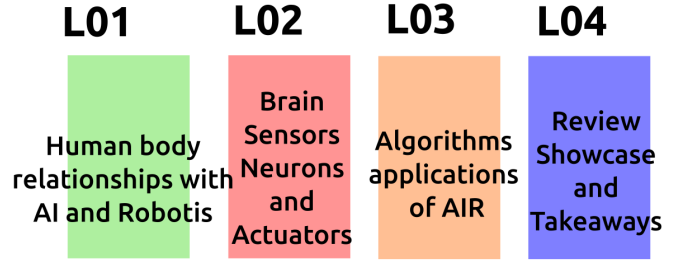 L01
L02
L03
L04
Human body
relationships with
AI and Robotis
Brain
Sensors
Neurons
and
Actuators
Algorithms
applications
of AIR
Review
Showcase
and
Takeaways